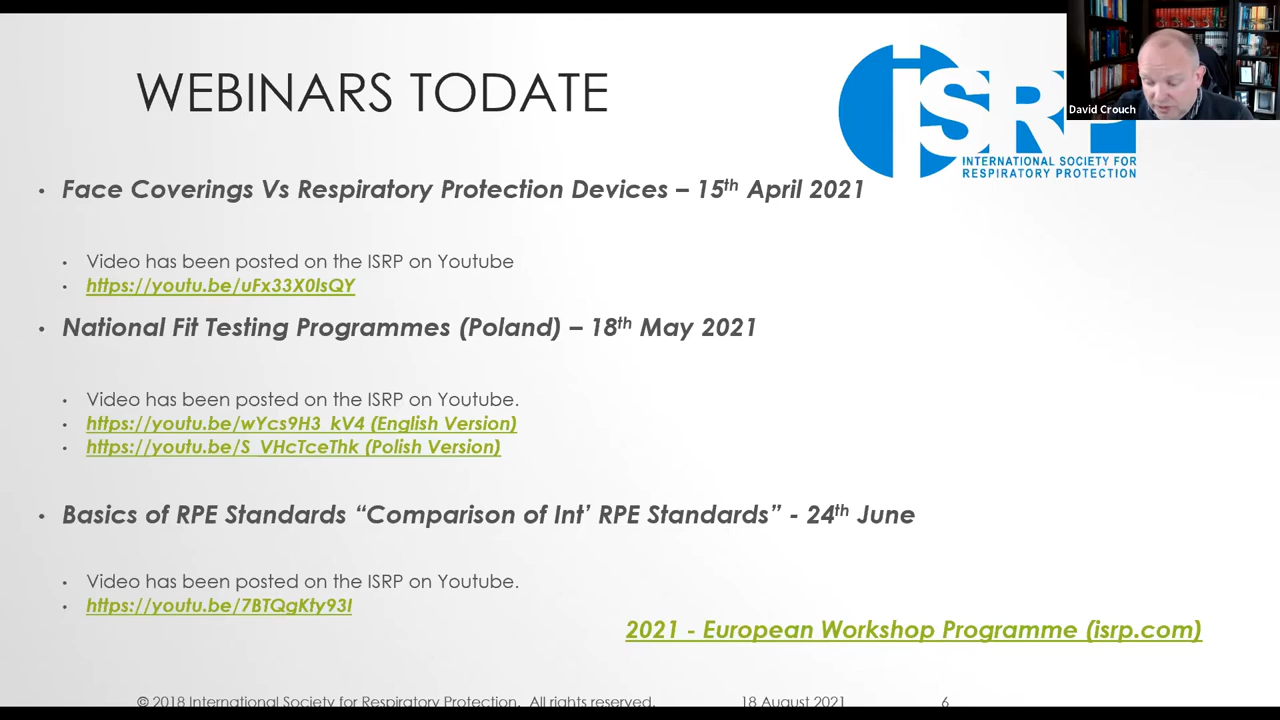 WEBINARS TODATE
iSRP
INTERNATIONAL SOCIETY FOR
RESPIRATORY PROTECTION
David Crouch
• Face Coverings Vs Respiratory Protection Devices – 15th April 2021
• Video has been posted on the ISRP on Youtube
• https://youtu.be/uFx33X0lsQY
• National Fit Testing Programmes (Poland) – 18th May 2021
• Video has been posted on the ISRP on Youtube.
• https://youtu.be/wYcs9H3_kV4 (English Version)
• https://youtu.be/S_VHcTceThk (Polish Version)
• Basics of RPE Standards “Comparison of Int’ RPE Standards” - 24th June
• Video has been posted on the ISRP on Youtube.
• https://youtu.be/7BTQgKty93I
2021 - European Workshop Programme (isrp.com)
© 2018 International Society for Respiratory Protection. All rights reserved. 18 August 2021 6